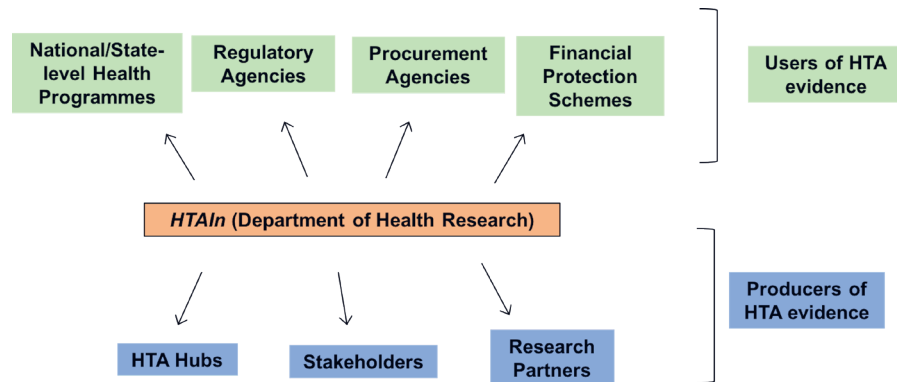 National/State-
level Health
Programmes
Regulatory
Agencies
Procurement
Agencies
Financial
Protection
Schemes
Users of HTA
evidence
HTAIn (Department of Health Research)
Producers of
HTA evidence
HTA Hubs
Stakeholders
Research
Partners